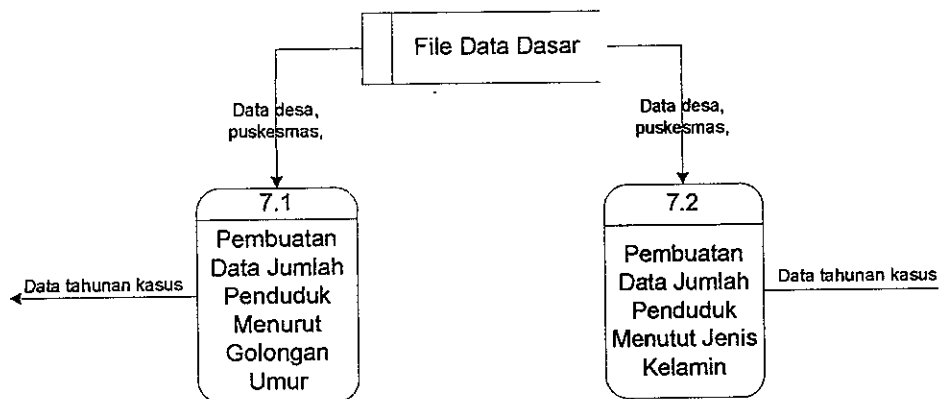 File Data Dasar
Data desa,
puskesmas,
Data desa,
puskesmas,
7.1
Pembuatan
Data Jumlah
Penduduk
Menurut
Golongan
Umur
Data tahunan kasus
7.2
Pembuatan
Data Jumlah
Penduduk
Menutut Jenis
Kelamin
Data tahunan kasus